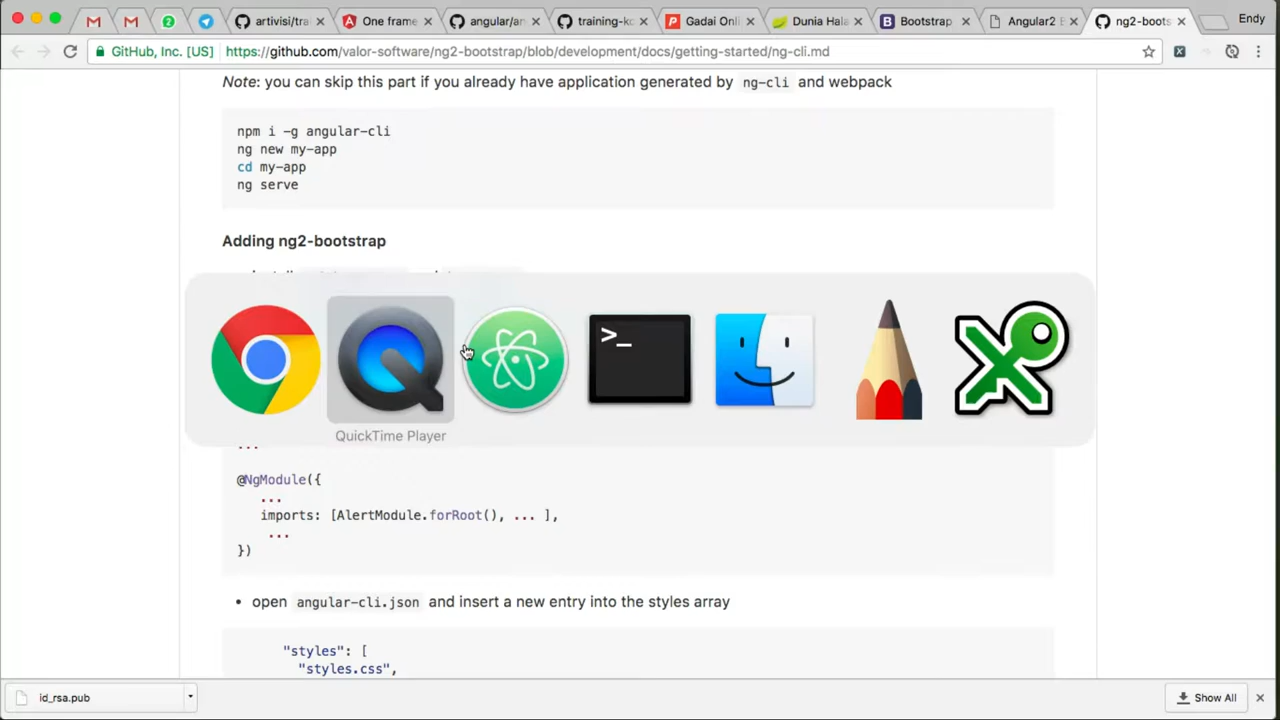 artivisi/trai
One frame
angular/an
training-ko
Gadai Onli
Dunia Hala
Bootstrap
Angular2 B
ng2-boots
Endy
GitHub, Inc. [US]
https://github.com/valor-software/ng2-bootstrap/blob/development/docs/getting-started/ng-cli.md
Note: you can skip this part if you already have application generated by ng-cli and webpack
npm i -g angular-cli
ng new my-app
cd my-app
ng serve
Adding ng2-bootstrap
>_
QuickTime Player
...
@NgModule({
...
imports: [AlertModule.forRoot(), ... ],
...
})
• open angular-cli.json and insert a new entry into the styles array
"styles": [
"styles.css",
id_rsa.pub
Show All